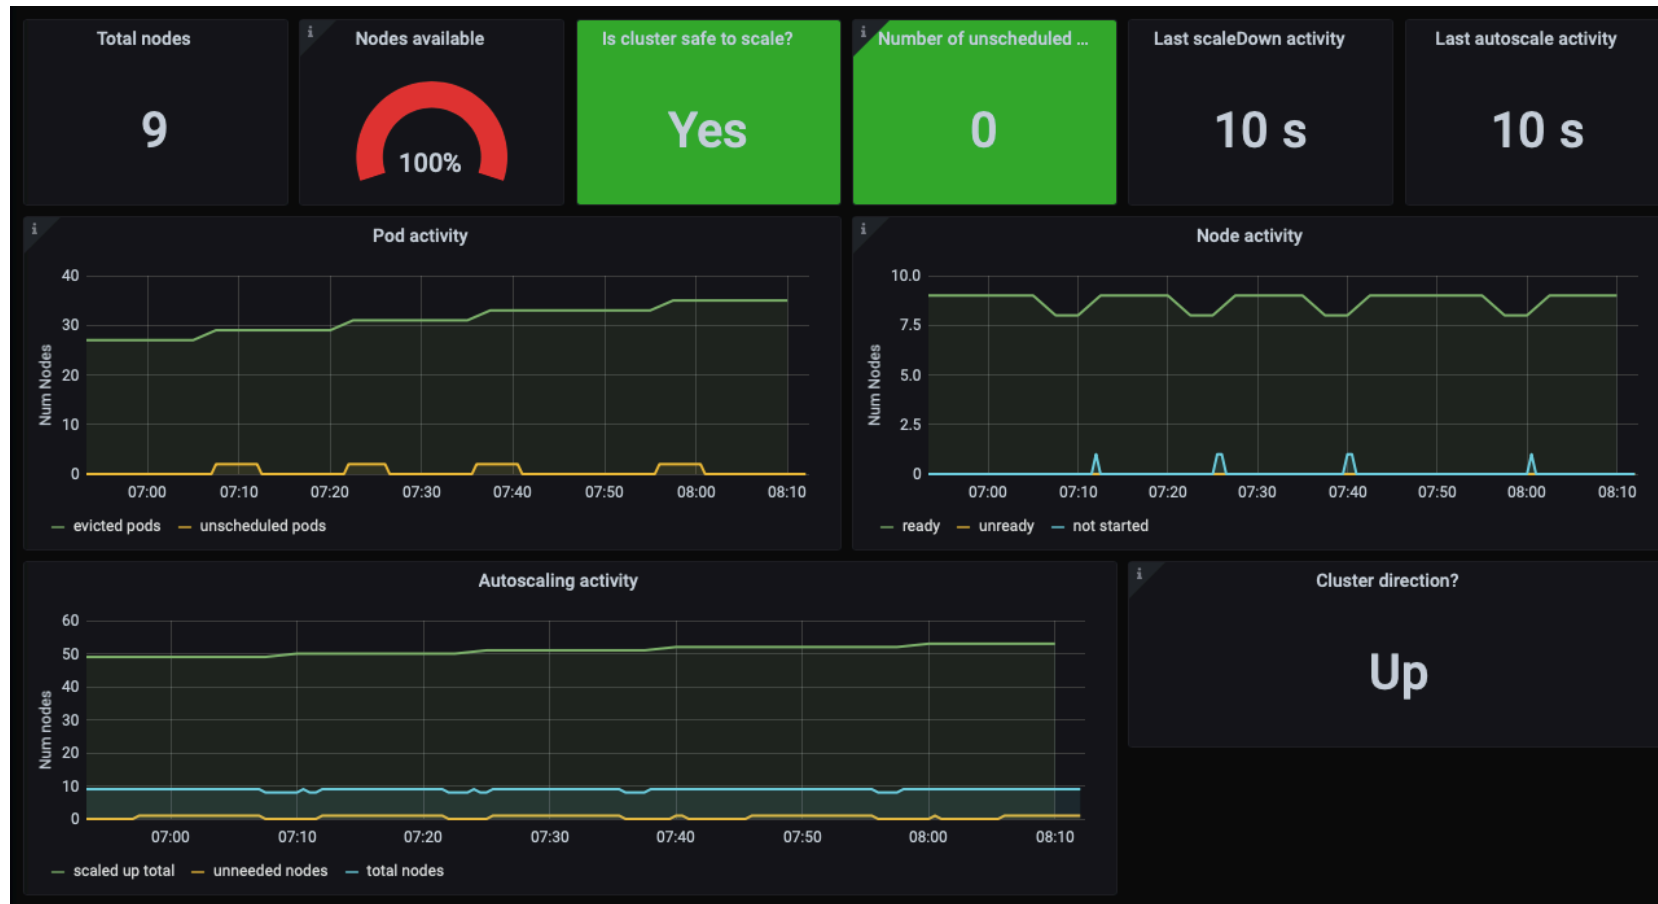 Total nodes
9
Nodes available
100%
Is cluster safe to scale?
Yes
Number of unscheduled ...
0
Last scaleDown activity
10 s
Last autoscale activity
10 s
Pod activity
Num Nodes
40
30
20
10
0
07:00 07:10 07:20 07:30 07:40 07:50 08:00 08:10
evicted pods unscheduled pods
Node activity
Num Nodes
10.0
7.5
5.0
2.5
0
07:00 07:10 07:20 07:30 07:40 07:50 08:00 08:10
ready unready not started
Autoscaling activity
Num nodes
60
50
40
30
20
10
0
07:00 07:10 07:20 07:30 07:40 07:50 08:00 08:10
scaled up total unneeded nodes total nodes
Cluster direction?
Up